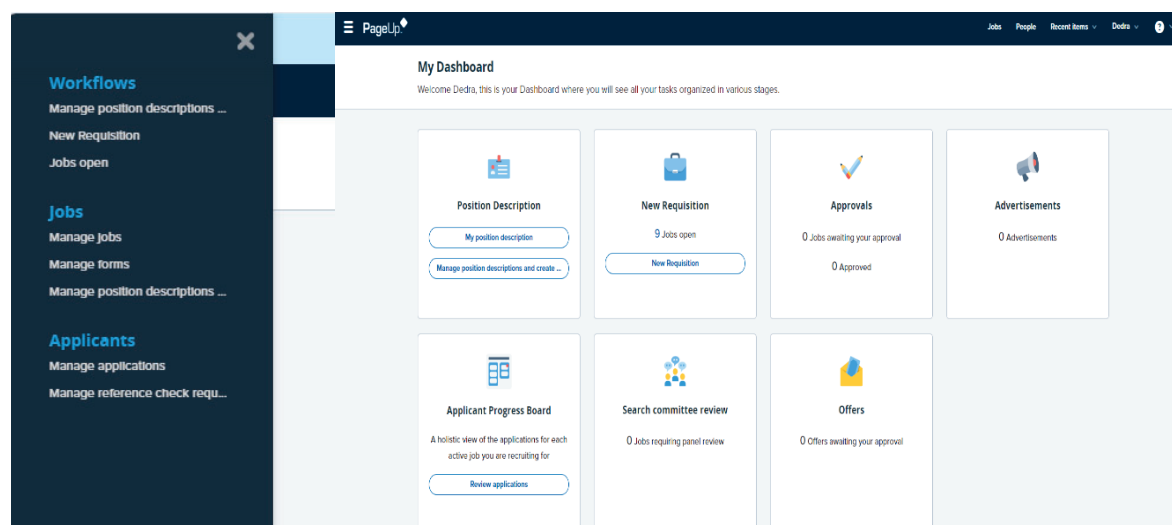 Workflows
Manage position descriptions ...
New Requisition
Jobs open
Jobs
Manage jobs
Manage forms
Manage position descriptions ...
Applicants
Manage applications
Manage reference check requ...
PageUp
Jobs People Recent items Dedra ?
My Dashboard
Welcome Dedra, this is your Dashboard where you will see all your tasks organized in various stages.
Position Description
My position description
Manage position descriptions and create ...
New Requisition
9 Jobs open
New Requisition
Approvals
0 Jobs awaiting your approval
0 Approved
Advertisements
0 Advertisements
Applicant Progress Board
A holistic view of the applications for each
active job you are recruiting for
Review applications
Search committee review
0 Jobs requiring panel review
Offers
0 Offers awaiting your approval